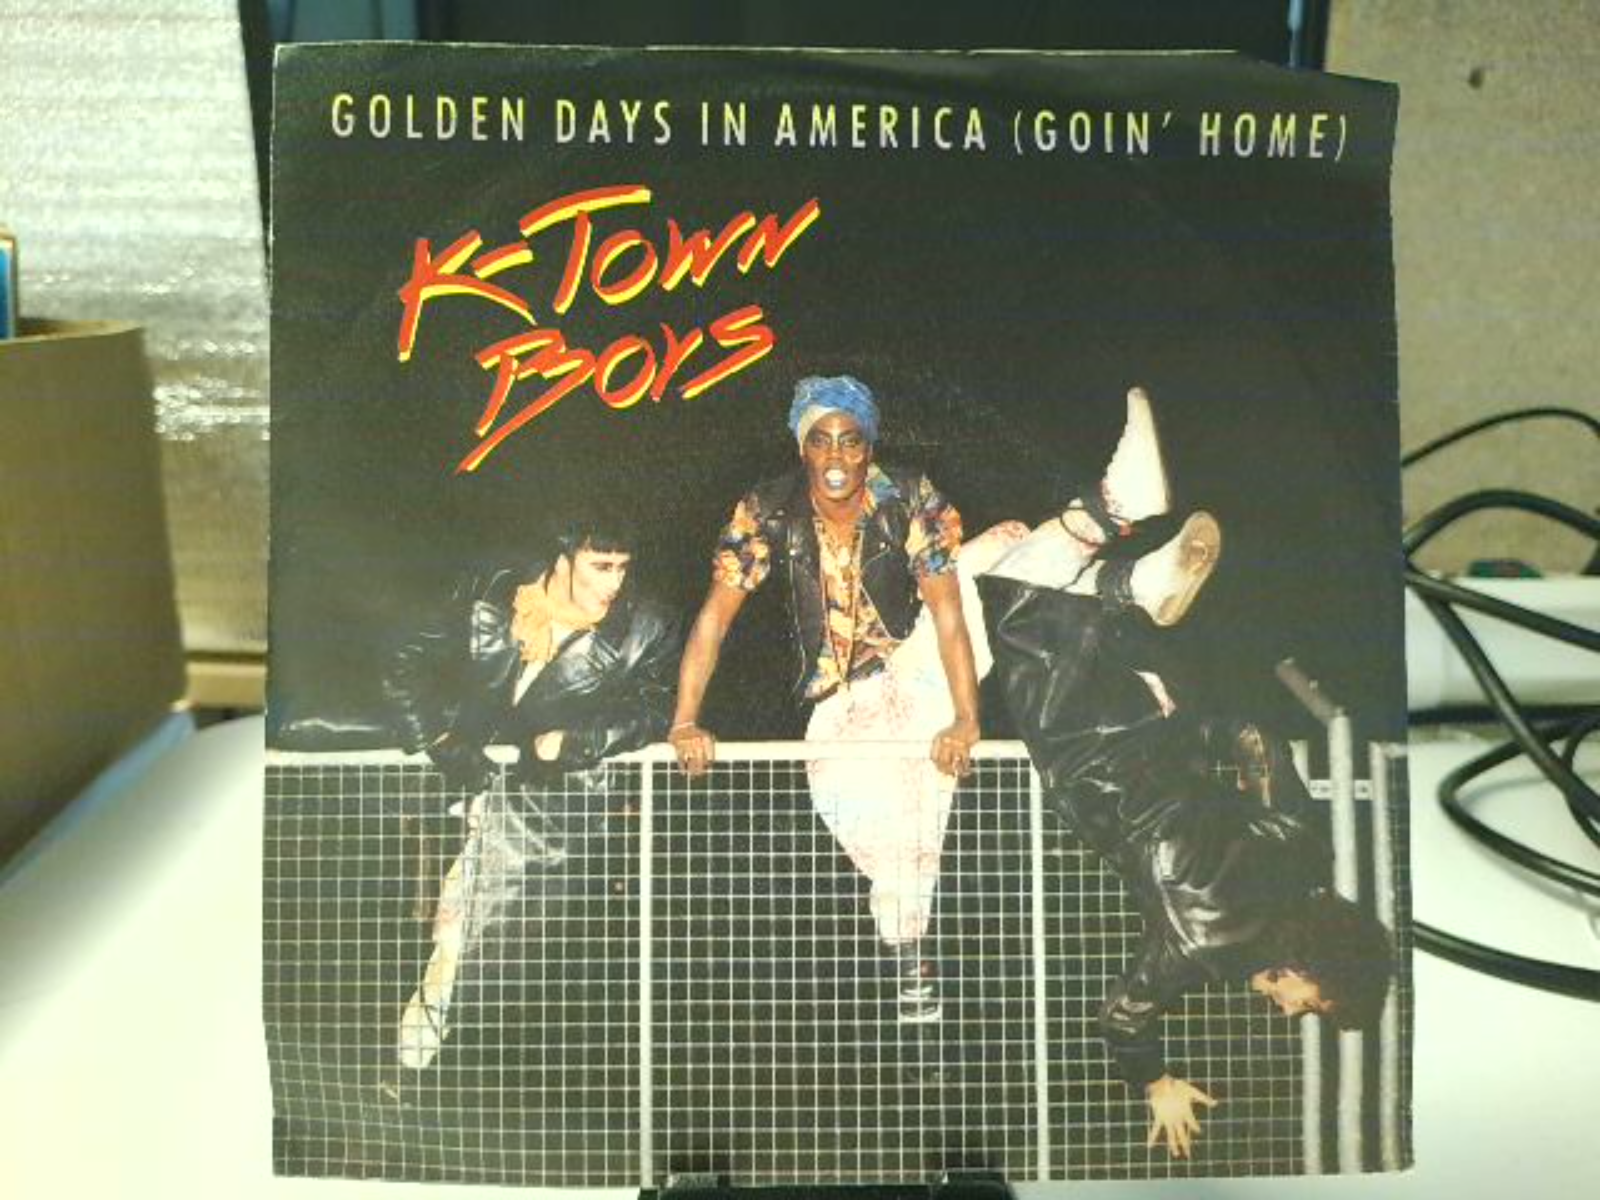 GOLDEN DAYS IN AMERICA (GOIN' HOME)
K-TOWN
BOYS